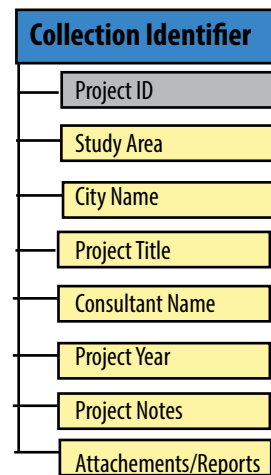 Collection Identifier
Project ID
Study Area
City Name
Project Title
Consultant Name
Project Year
Project Notes
Attachements/Reports